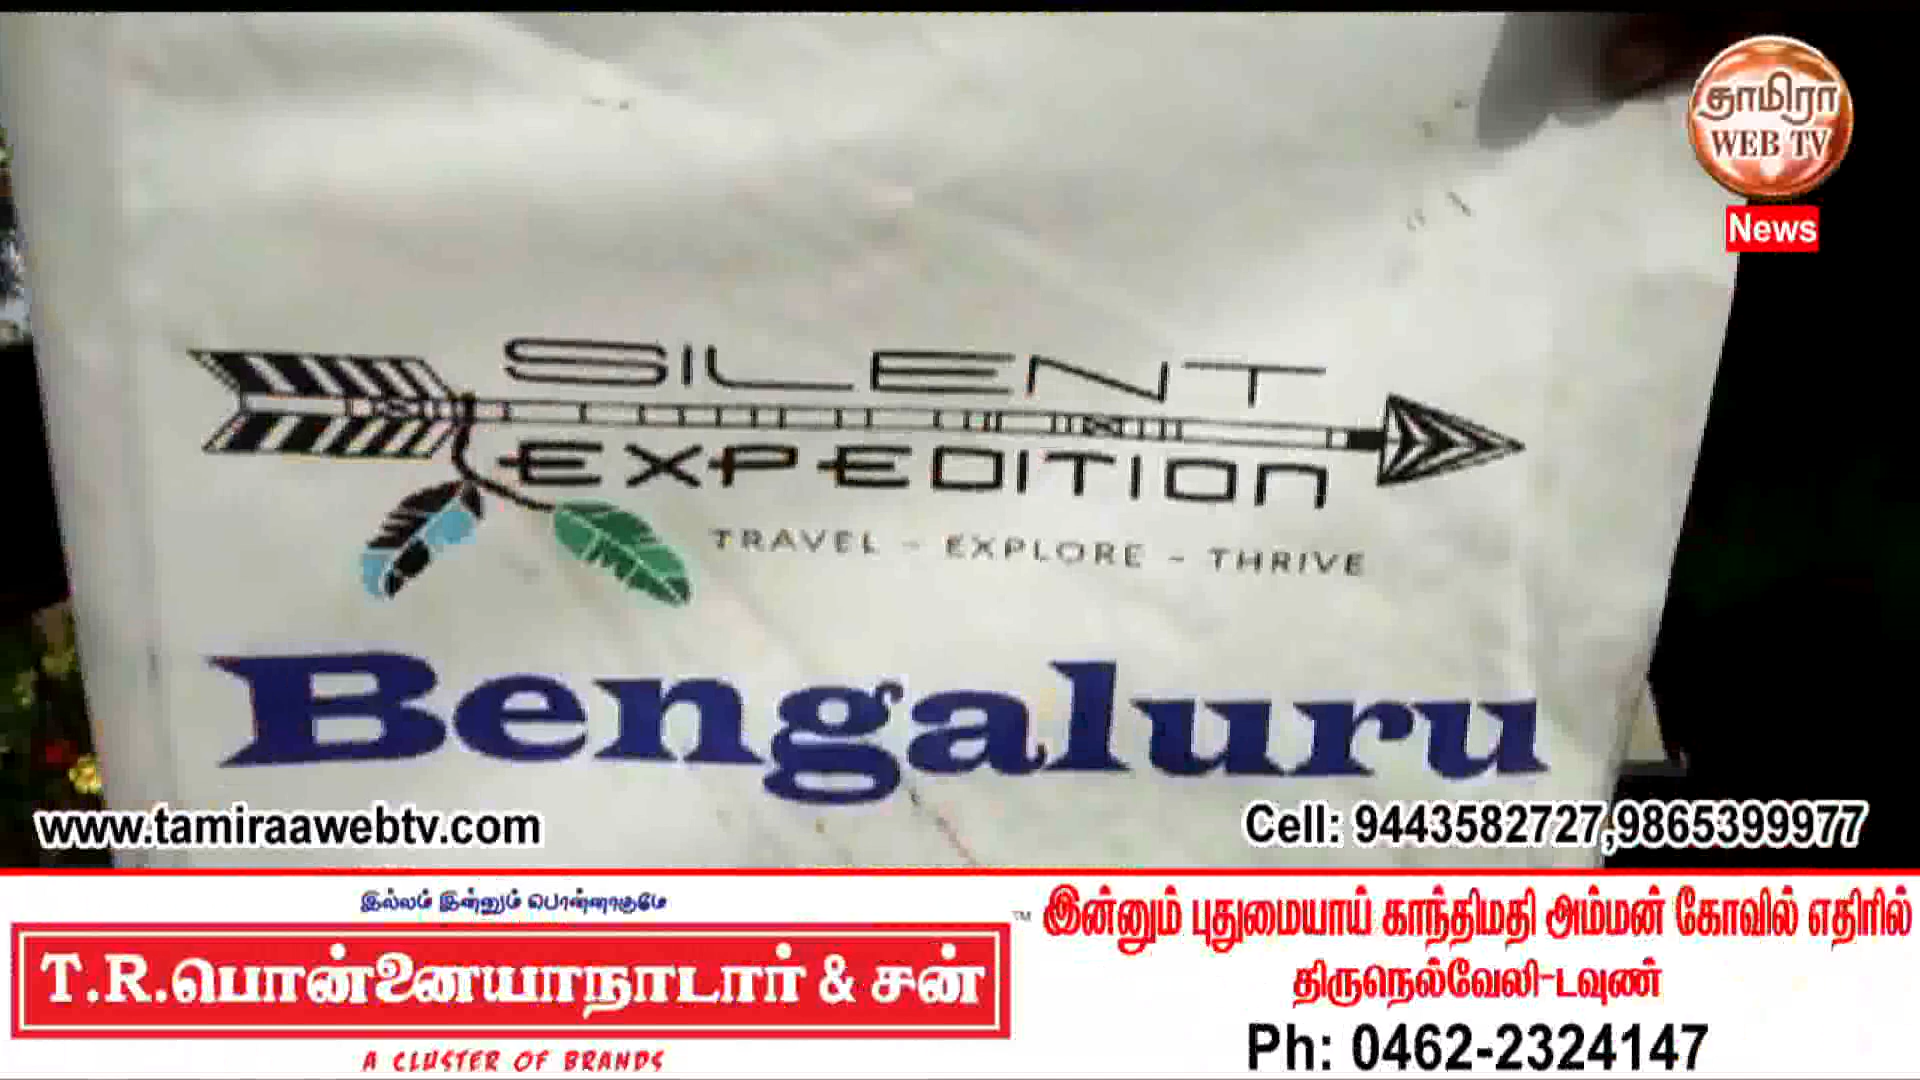 தாமிரா
WEB TV
News
SILENT
EXPEDITION
TRAVEL - EXPLORE - THRIVE
Bengaluru
www.tamiraawebtv.com
Cell: 9443582727,9865399977
இல்லம் இன்னும் பொன்னாகுமே
T.R.பொன்னையாநாடார் & சன்
A CLUSTER OF BRANDS
TM
இன்னும் புதுமையாய் காந்திமதி அம்மன் கோவில் எதிரில்
திருநெல்வேலி-டவுண்
Ph: 0462-2324147